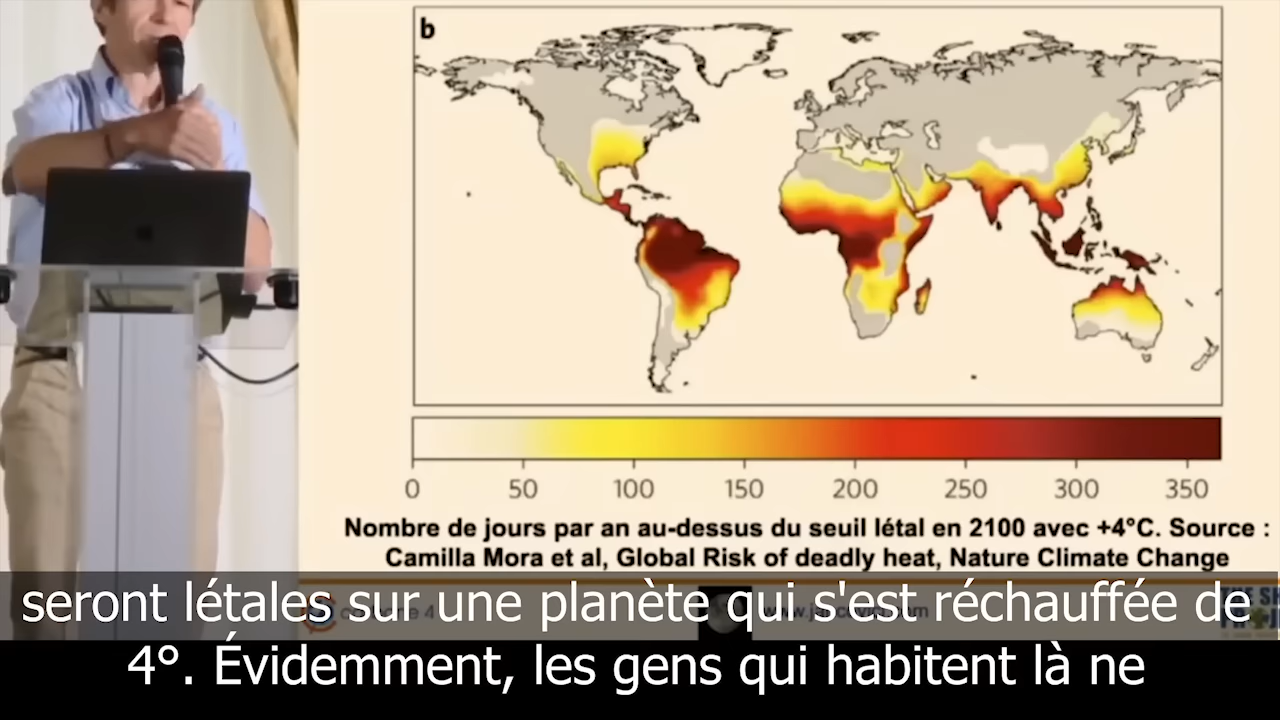 b
0 50 100 150 200 250 300 350
Nombre de jours par an au-dessus du seuil létal en 2100 avec +4°C. Source :
Camilla Mora et al, Global Risk of deadly heat, Nature Climate Change
seront létales sur une planète qui s'est réchauffée de
4°. Évidemment, les gens qui habitent là ne